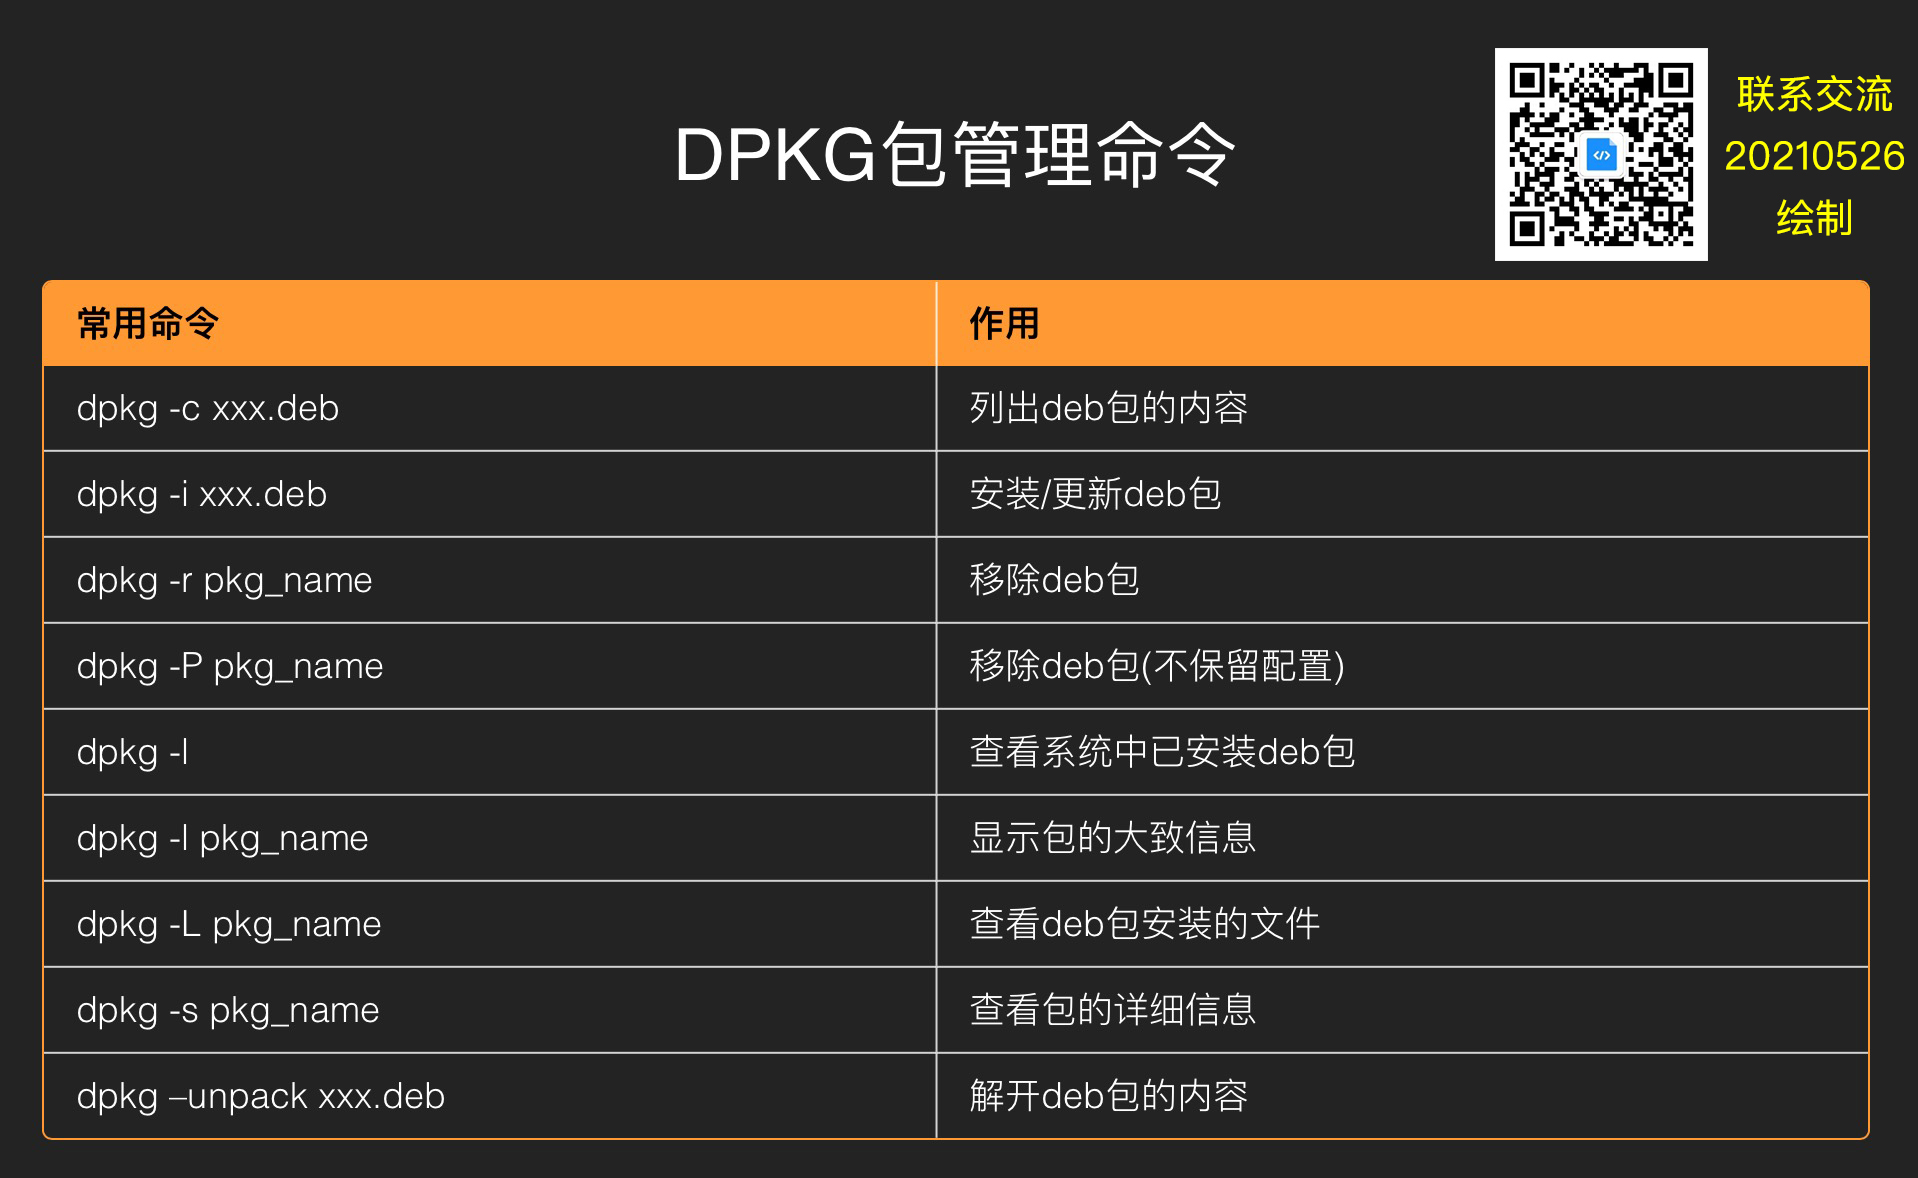 DPKG包管理命令
联系交流
20210526
绘制
常用命令 作用
dpkg -c xxx.deb 列出deb包的内容
dpkg -i xxx.deb 安装/更新deb包
dpkg -r pkg_name 移除deb包
dpkg -P pkg_name 移除deb包(不保留配置)
dpkg -l 查看系统中已安装deb包
dpkg -l pkg_name 显示包的大致信息
dpkg -L pkg_name 查看deb包安装的文件
dpkg -s pkg_name 查看包的详细信息
dpkg –unpack xxx.deb 解开deb包的内容